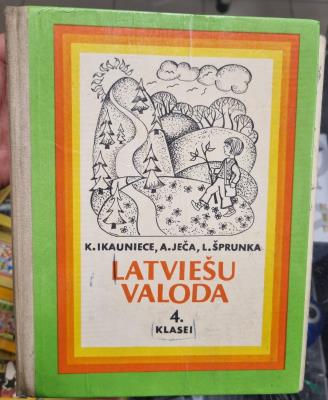 K. IKAUNIECE, A. JEČA, L. ŠPRUNKA
LATVIEŠU
VALODA
4.
KLASEI